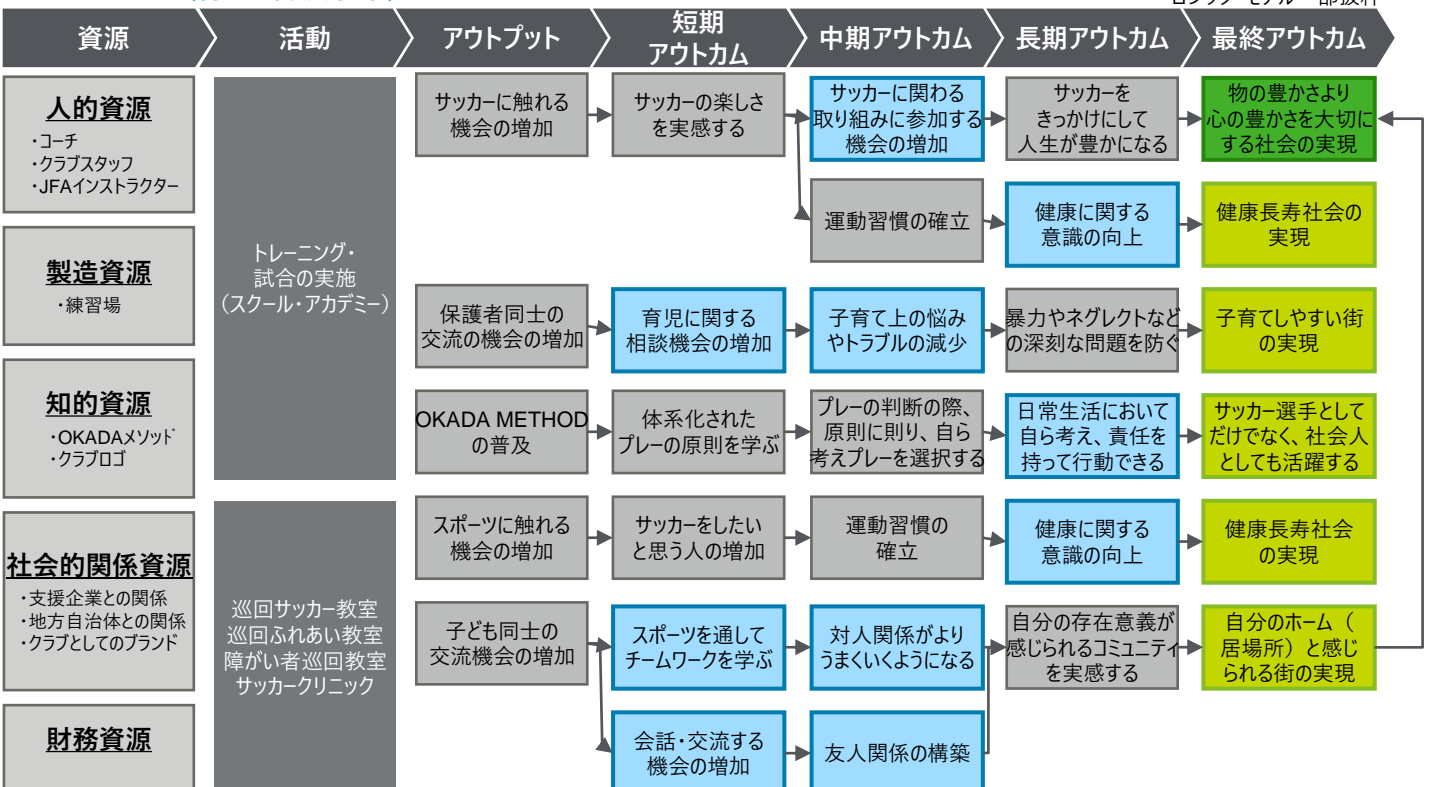 資源
活動
アウトプット
短期
アウトカム
中期アウトカム
長期アウトカム
最終アウトカム
人的資源
・コーチ
・クラブスタッフ
・JFAインストラクター
製造資源
・練習場
知的資源
・OKADAメソッド
・クラブロゴ
社会的関係資源
・支援企業との関係
・地方自治体との関係
・クラブとしてのブランド
財務資源
トレーニング・
試合の実施
（スクール・アカデミー）
巡回サッカー教室
巡回ふれあい教室
障がい者巡回教室
サッカークリニック
サッカーに触れる
機会の増加
サッカーの楽しさ
を実感する
サッカーに関わる
取り組みに参加する
機会の増加
サッカーを
きっかけにして
人生が豊かになる
物の豊かさより
心の豊かさを大切に
する社会の実現
運動習慣の確立
健康に関する
意識の向上
健康長寿社会の
実現
保護者同士の
交流の機会の増加
育児に関する
相談機会の増加
子育て上の悩み
やトラブルの減少
暴力やネグレクトなど
の深刻な問題を防ぐ
子育てしやすい街
の実現
OKADA METHOD
の普及
体系化された
プレーの原則を学ぶ
プレーの判断の際、
原則に則り、自ら
考えプレーを選択する
日常生活において
自ら考え、責任を
持って行動できる
サッカー選手として
だけでなく、社会人
としても活躍する
スポーツに触れる
機会の増加
サッカーをしたい
と思う人の増加
運動習慣の
確立
健康に関する
意識の向上
健康長寿社会
の実現
子ども同士の
交流機会の増加
スポーツを通して
チームワークを学ぶ
対人関係がより
うまくいくようになる
自分の存在意義が
感じられるコミュニティ
を実感する
自分のホーム（
居場所）と感じ
られる街の実現
会話・交流する
機会の増加
友人関係の構築